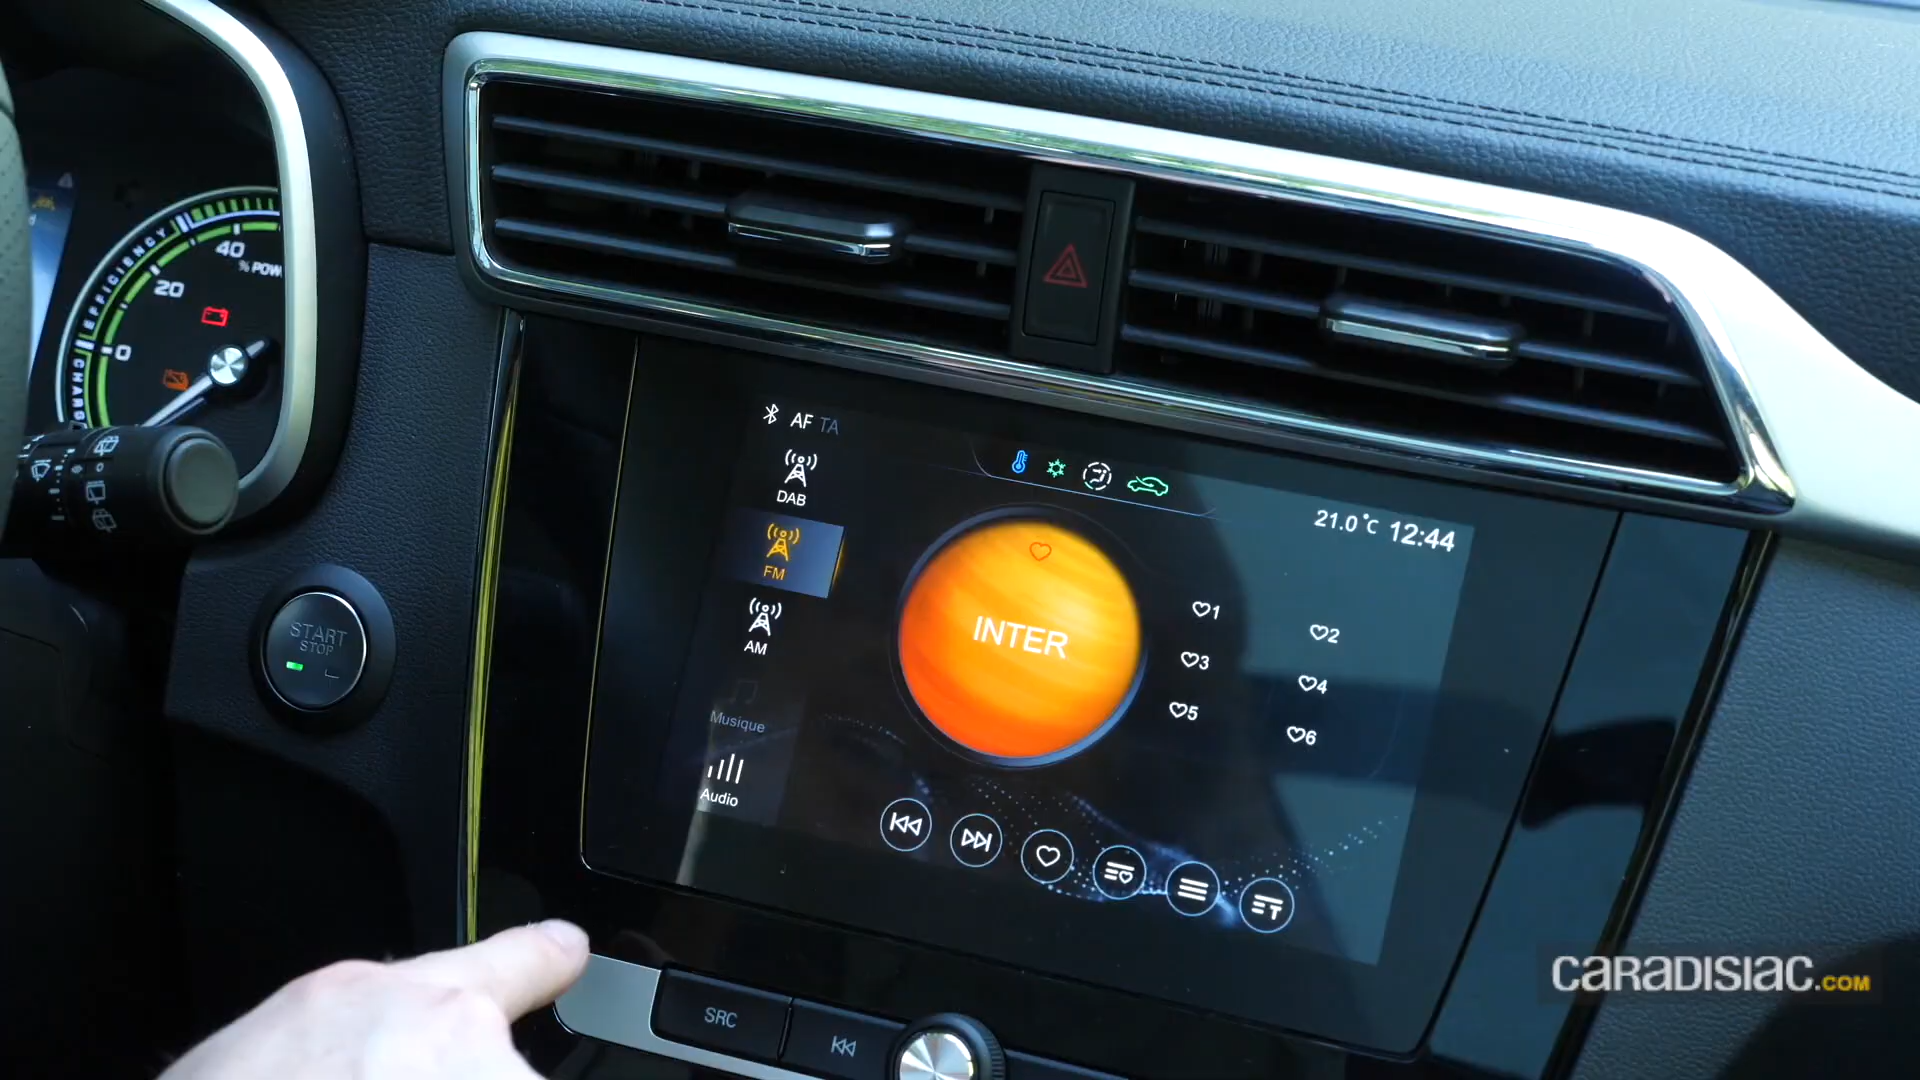 EFFICIENCY
40
% POW
20
0
CHARG
START
STOP
AF TA
DAB
FM
AM
Musique
Audio
21.0°C 12:44
INTER
1
2
3
4
5
6
T
SRC
CARADISIAC.COM